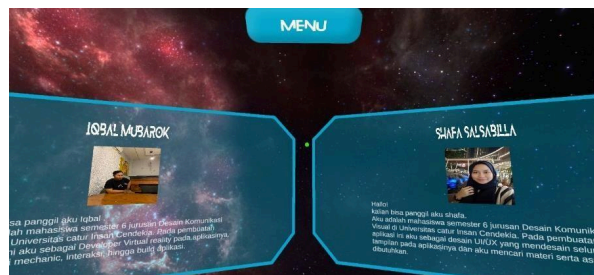 MENU
IQBAL MUBAROK
sa panggil aku Iqbal
lah mahasiswa semester 6 jurusan Desain Komunikasi
Universitas catur Insan Cendekia. Pada pembuatan
ni aku sebagai Developer Virtual reality pada aplikasinya,
mechanic, Interaksi hingga build aplikasi.
SHAFA SALSABILLA
Hallo!
kalian bisa panggil aku shafa.
Aku adalah mahasiswa semester 6 jurusan Desain Komunik
Visual di Universitas catur Insan Cendekia. Pada pembuata
aplikasi ini aku sebagai desain UI/UX yang mendesain selu
tampilan pada aplikasinya dan aku mencari materi serta as
dibutuhkan.